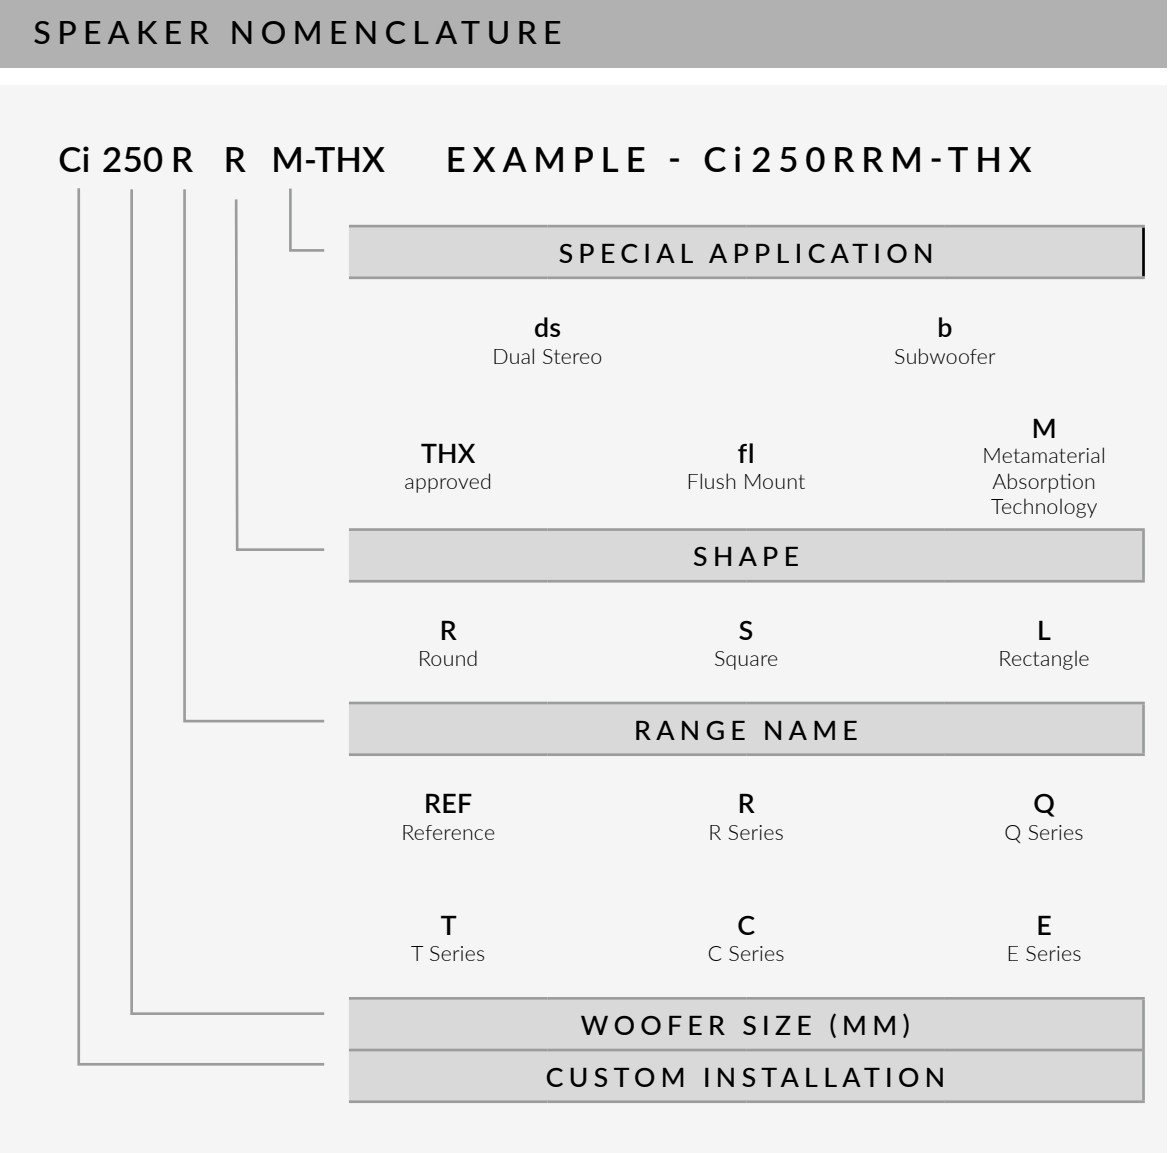 SPEAKER NOMENCLATURE
Ci 250 R R M-THX EXAMPLE - Ci250RRM-THX
SPECIAL APPLICATION
ds b
Dual Stereo Subwoofer
THX fl M
approved Flush Mount Metamaterial
Absorption
Technology
SHAPE
R S L
Round Square Rectangle
RANGE NAME
REF R Q
Reference R Series Q Series
T C E
T Series C Series E Series
WOOFER SIZE (MM)
CUSTOM INSTALLATION